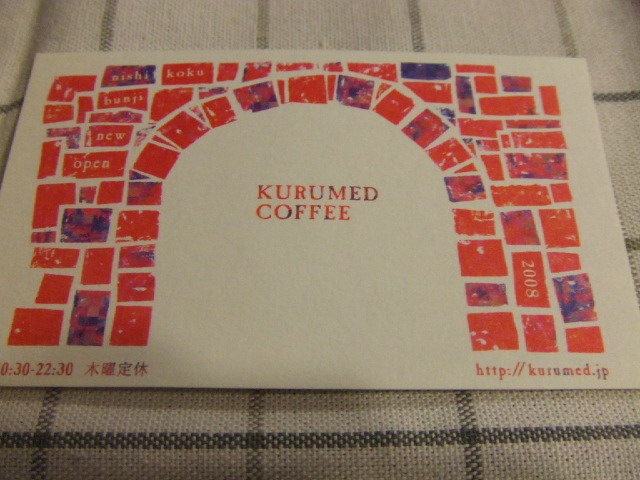 nishi koku
bunji
new
open
KURUMED
COFFEE
2008
0:30-22:30 木曜定休
http://kurumed.jp